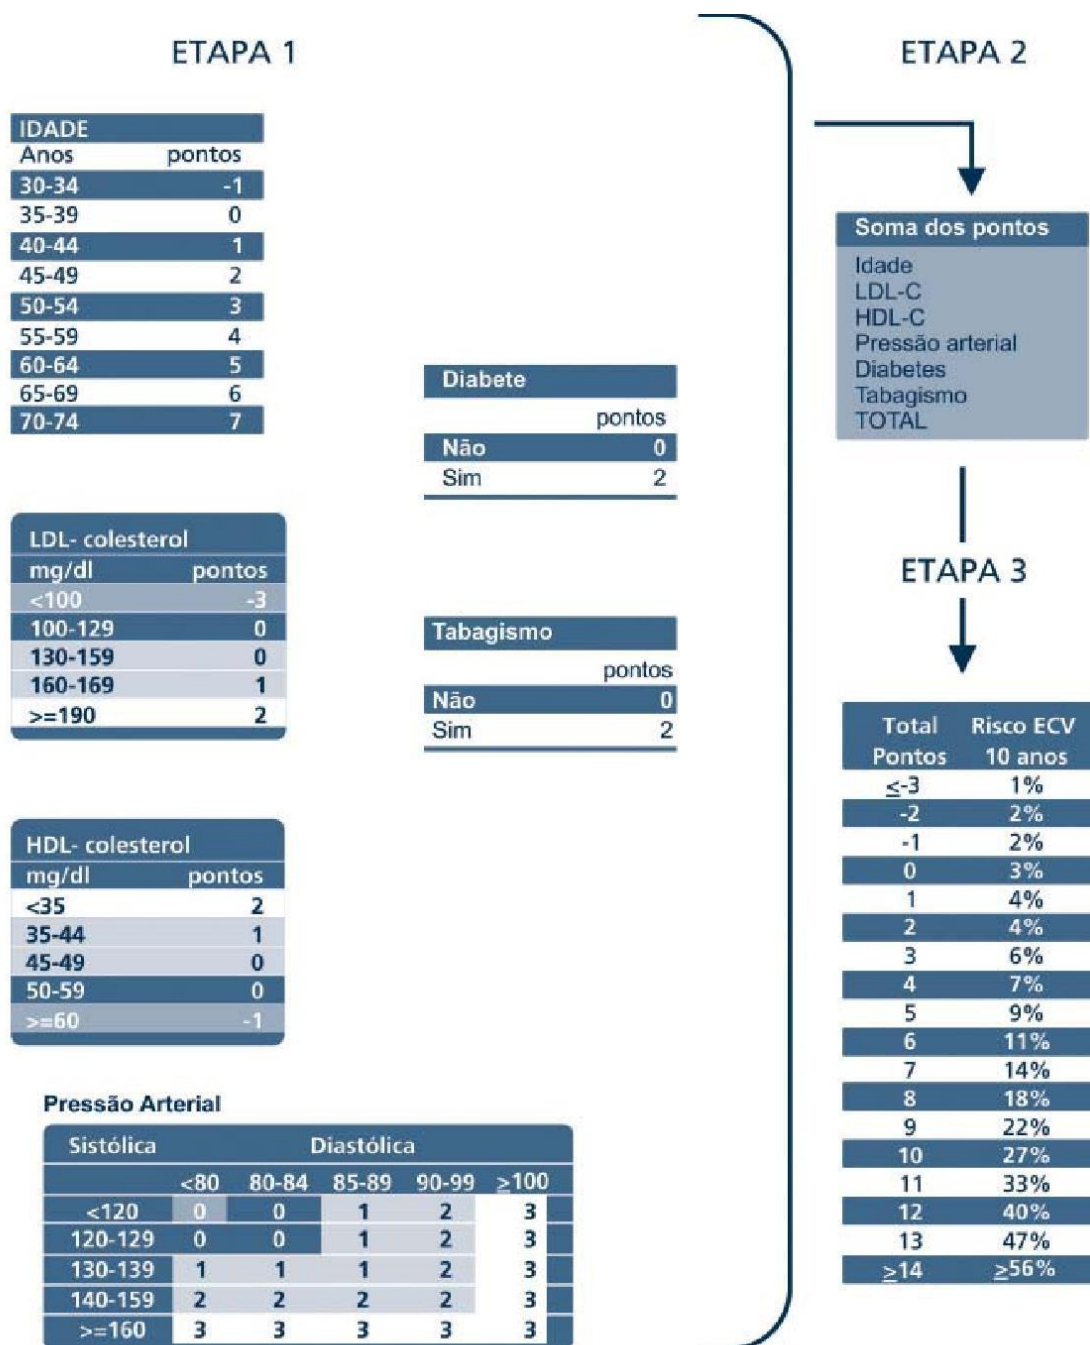 ETAPA 1
IDADE
Anos pontos
30-34 -1
35-39 0
40-44 1
45-49 2
50-54 3
55-59 4
60-64 5
65-69 6
70-74 7
LDL- colesterol
mg/dl pontos
<100 -3
100-129 0
130-159 0
160-169 1
>=190 2
HDL- colesterol
mg/dl pontos
<35 2
35-44 1
45-49 0
50-59 0
>=60 -1
Diabete
pontos
Não 0
Sim 2
Tabagismo
pontos
Não 0
Sim 2
Pressão Arterial
Sistólica Diastólica
<80 80-84 85-89 90-99 ≥100
<120 0 0 1 2 3
120-129 0 0 1 2 3
130-139 1 1 1 2 3
140-159 2 2 2 2 3
>=160 3 3 3 3 3
ETAPA 2
Soma dos pontos
Idade
LDL-C
HDL-C
Pressão arterial
Diabetes
Tabagismo
TOTAL
ETAPA 3
Total Risco ECV
Pontos 10 anos
≤-3 1%
-2 2%
-1 2%
0 3%
1 4%
2 4%
3 6%
4 7%
5 9%
6 11%
7 14%
8 18%
9 22%
10 27%
11 33%
12 40%
13 47%
≥14 ≥56%